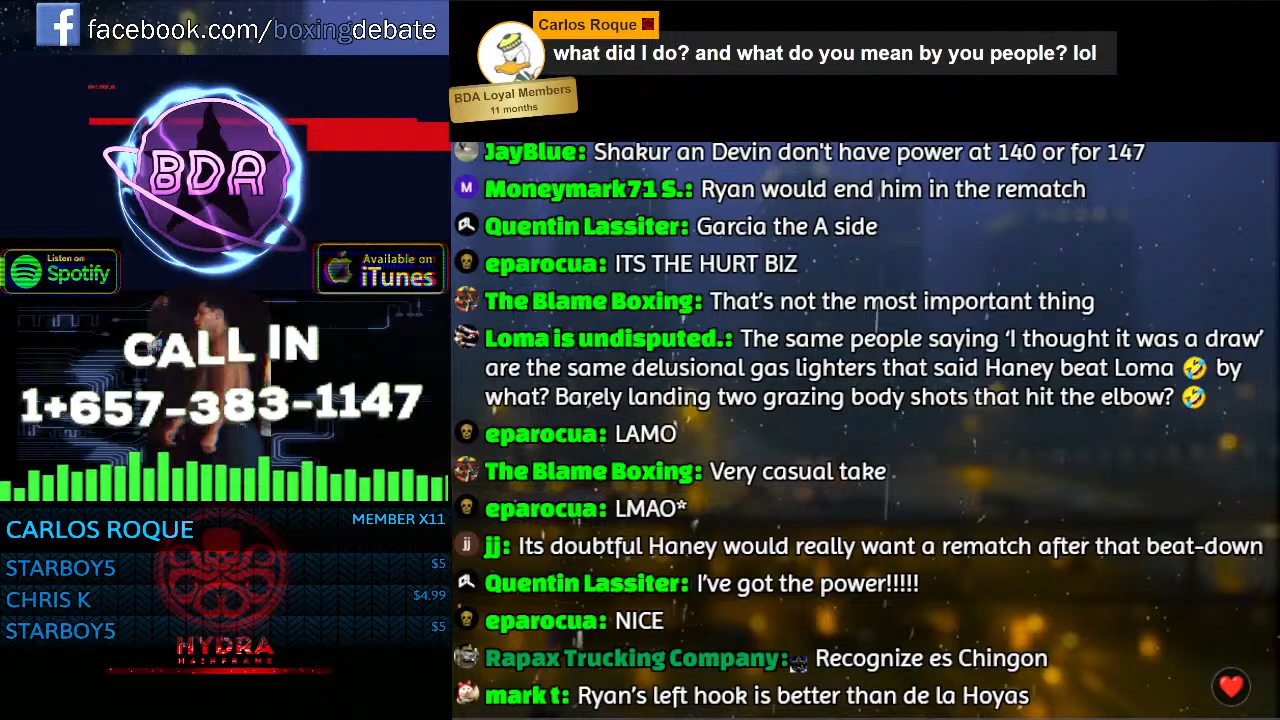 facebook.com/boxingdebate
BDA
Listen on
Spotify
Available on
iTunes
CALL IN
1+657-383-1147
CARLOS ROQUE
MEMBER X11
STARBOY5
$5
CHRIS K
$4.99
STARBOY5
$5
HYDRA
MAINFRAME
Carlos Roque
what did I do? and what do you mean by you people? lol
BDA Loyal Members
11 months
JayBlue: Shakur an Devin don't have power at 140 or for 147
M
Moneymark71 S.: Ryan would end him in the rematch
Quentin Lassiter: Garcia the A side
eparocua: ITS THE HURT BIZ
The Blame Boxing: That's not the most important thing
Loma is undisputed.: The same people saying 'I thought it was a draw'
are the same delusional gas lighters that said Haney beat Loma 🤣 by
what? Barely landing two grazing body shots that hit the elbow? 🤣
eparocua: LAMO
The Blame Boxing: Very casual take
eparocua: LMAO*
jj
jj: Its doubtful Haney would really want a rematch after that beat-down
Quentin Lassiter: I've got the power!!!!!
eparocua: NICE
Rapax Trucking Company: Recognize es Chingon
mark t: Ryan's left hook is better than de la Hoyas